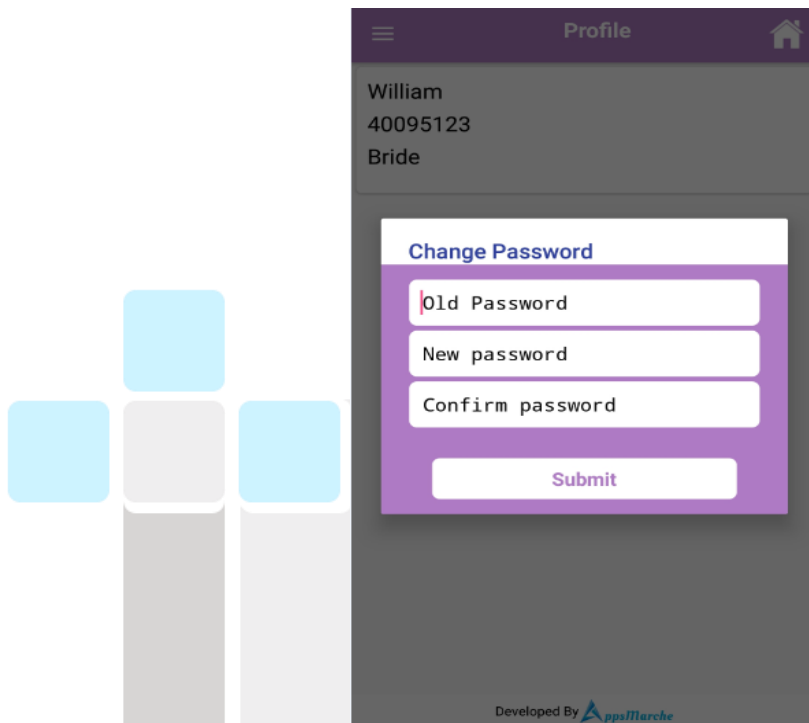 Profile
William
40095123
Bride
Change Password
Old Password
New password
Confirm password
Submit
Developed By AppsMarche